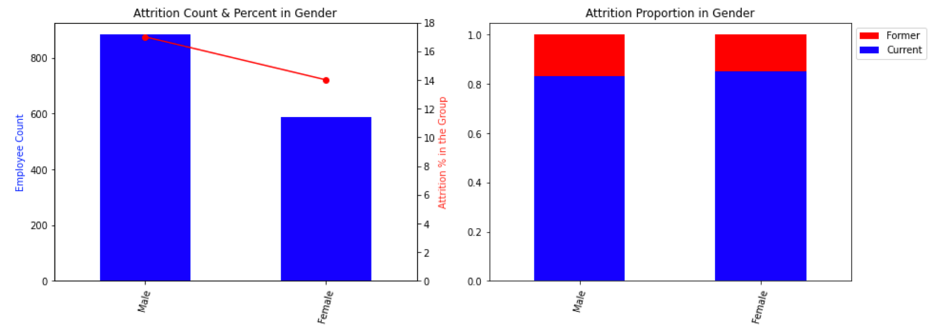 Attrition Count & Percent in Gender
Employee Count
800
600
400
200
0
18
16
14
12
10
8
6
4
2
0
Attrition % in the Group
Male
Female
Attrition Proportion in Gender
1.0
0.8
0.6
0.4
0.2
0.0
Male
Female
Former
Current